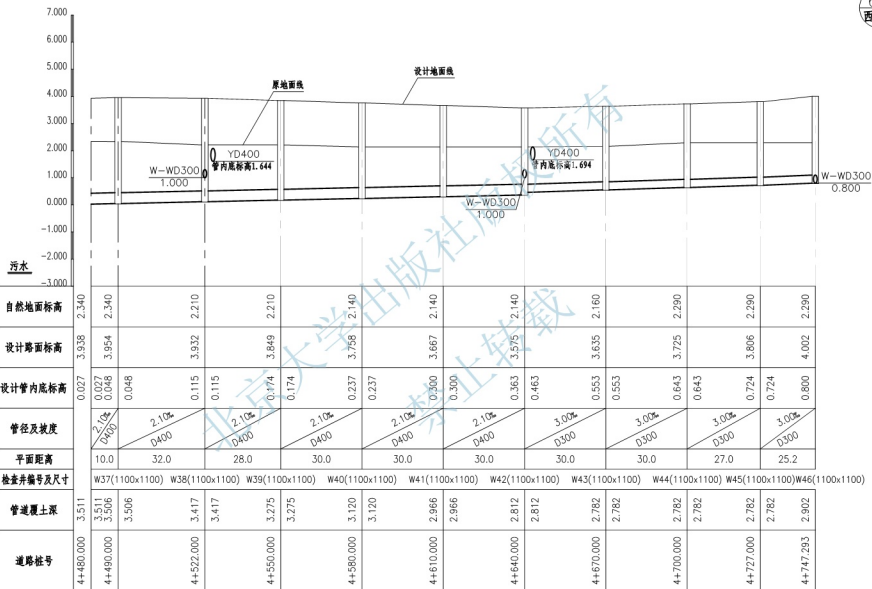 西
7.000
6.000
5.000
4.000
3.000
2.000
1.000
0.000
-1.000
-2.000
-3.000
原地面线
设计地面线
W-WD300
1.000
YD400
管内底标高1.644
YD400
管内底标高1.694
W-WD300
1.000
W-WD300
0.800
污水
自然地面标高 2.340 2.340 2.210 2.210 2.140 2.140 2.140 2.160 2.290 2.290 2.290
设计路面标高 3.938 3.954 3.932 3.849 3.758 3.667 3.575 3.635 3.725 3.806 4.002
设计管内底标高 0.027 0.027 0.048 0.048 0.115 0.115 0.174 0.174 0.237 0.237 0.300 0.300 0.363 0.463 0.553 0.553 0.643 0.643 0.724 0.724 0.800
管径及坡度 2.10‰ D400 2.10‰ D400 2.10‰ D400 2.10‰ D400 2.10‰ D400 2.10‰ D400 3.00‰ D300 3.00‰ D300 3.00‰ D300 3.00‰ D300
平面距离 10.0 32.0 28.0 30.0 30.0 30.0 30.0 30.0 27.0 25.2
检查井编号及尺寸 W37(1100x1100) W38(1100x1100) W39(1100x1100) W40(1100x1100) W41(1100x1100) W42(1100x1100) W43(1100x1100) W44(1100x1100) W45(1100x1100) W46(1100x1100)
管道覆土深 3.511 3.511 3.506 3.506 3.417 3.417 3.275 3.275 3.120 3.120 2.966 2.966 2.812 2.812 2.782 2.782 2.782 2.782 2.782 2.782 2.902
道路桩号 4+480.000 4+490.000 4+522.000 4+550.000 4+580.000 4+610.000 4+640.000 4+670.000 4+700.000 4+727.000 4+747.293
北京大学出版社版权所有
禁止转载